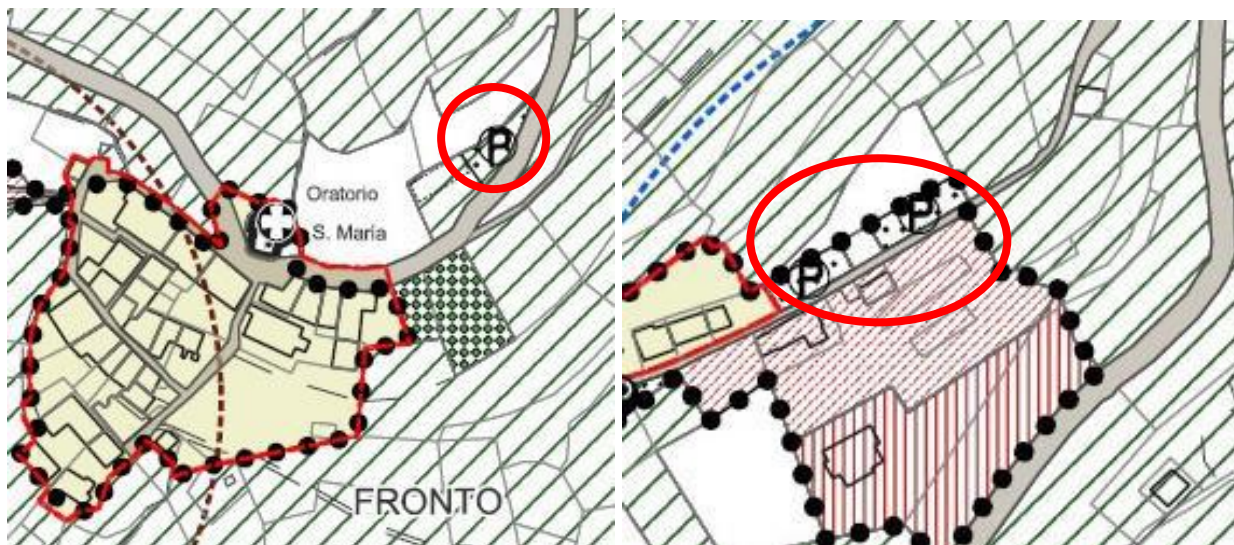 P
Oratorio
S. Maria
FRONTO
P
P